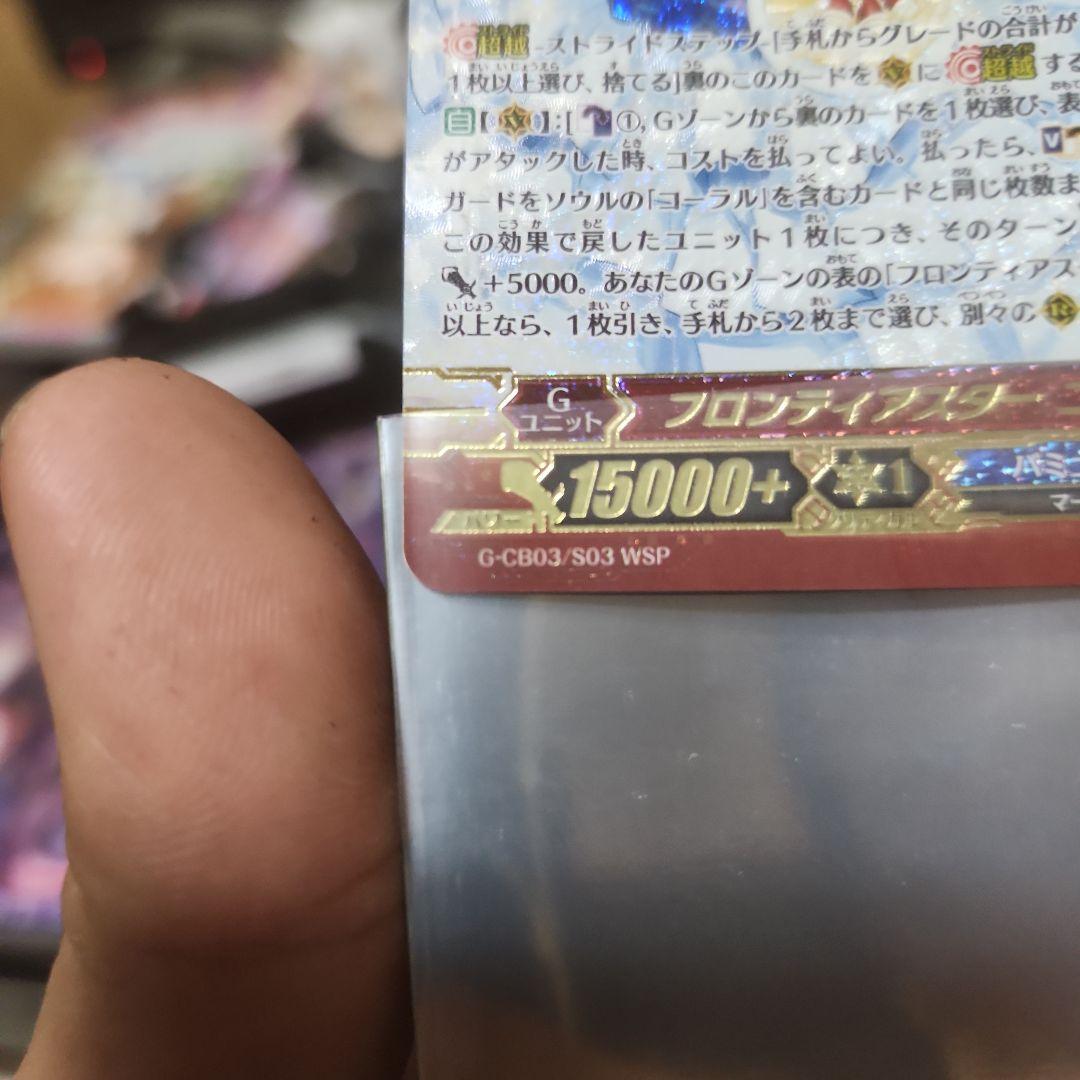 超越-ストライドステップ-[手札からグレードの合計が
１枚以上選び、捨てる]裏のこのカードを に 超越する
自【 】:[ ①, Gゾーンから裏のカードを１枚選び、表
がアタックした時、コストを払ってよい。払ったら、V
ガードをソウルの「コーラル」を含むカードと同じ枚数ま
この効果で戻したユニット１枚につき、そのターン
+5000。あなたのGゾーンの表の「フロンティアス
以上なら、１枚引き、手札から２枚まで選び、別々の R
G
ユニット
フロンティアスター
パワー 15000+ 1
G-CB03/S03 WSP